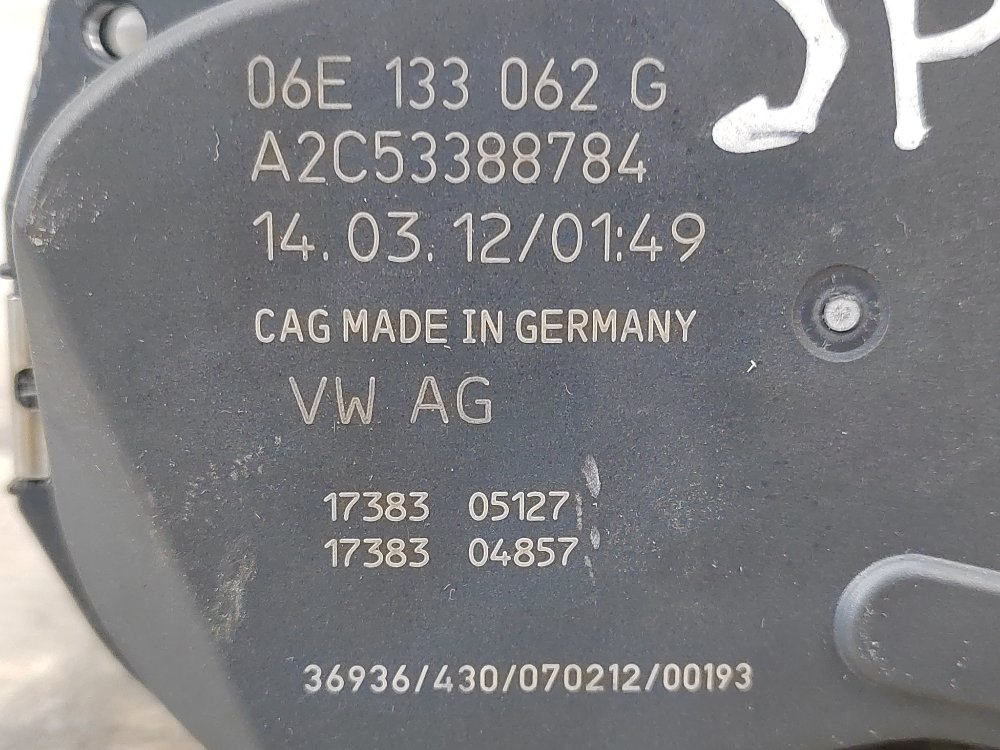 06E 133 062 G
A2C53388784
14.03.12/01:49
CAG MADE IN GERMANY
VW AG
17383 05127
17383 04857
36936/430/070212/00193